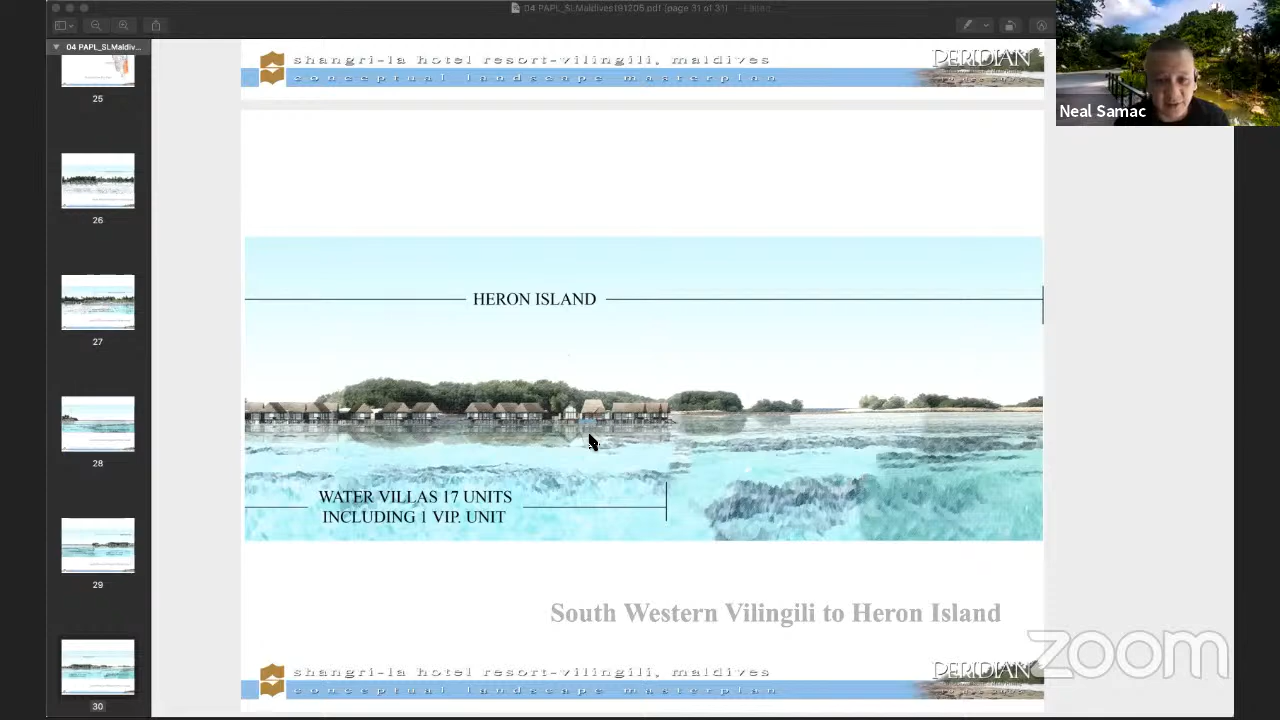 04 PAPL_SLMaldives191205.pdf (page 31 of 31) — Edited
04 PAPL_SLMaldiv...
25
26
27
28
29
30
shangri-la hotel resort-vilingili, maldives
conceptual landscape masterplan
PERIDIAN
Neal Samac
HERON ISLAND
WATER VILLAS 17 UNITS
INCLUDING 1 VIP. UNIT
South Western Vilingili to Heron Island
shangri-la hotel resort-vilingili, maldives
conceptual landscape masterplan
PERIDIAN
zoom